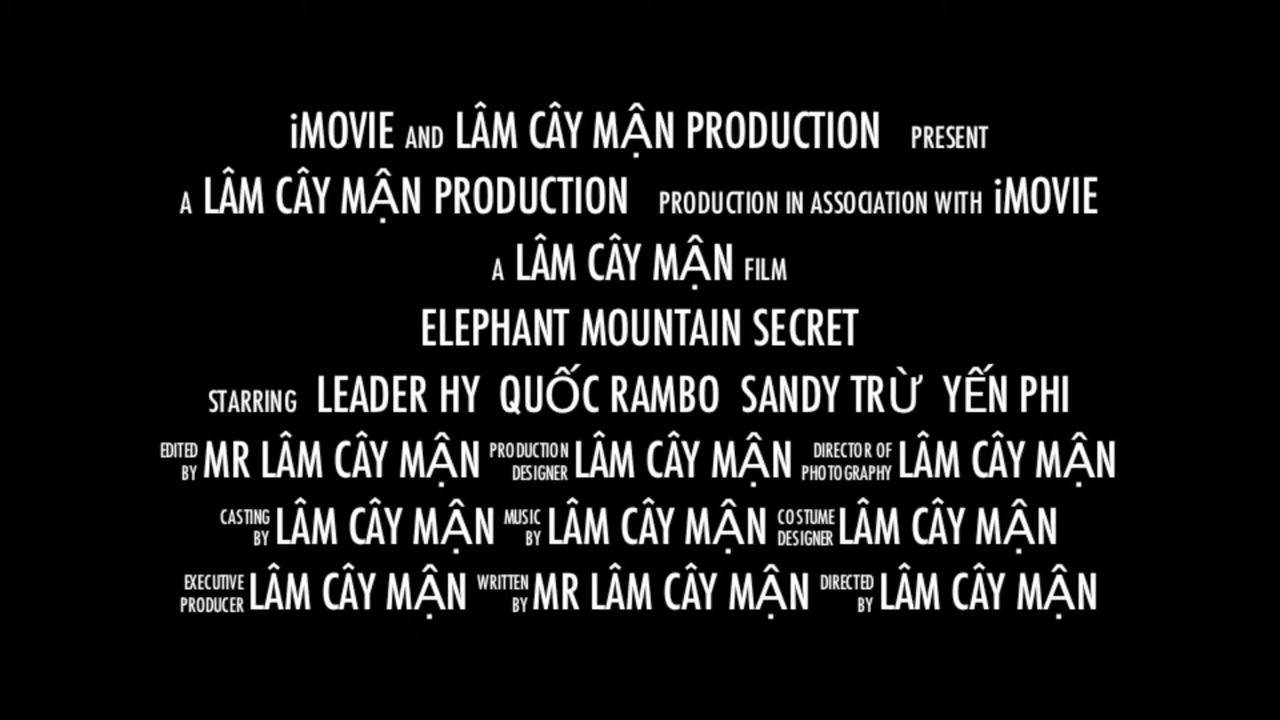 iMOVIE AND LÂM CÂY MẬN PRODUCTION PRESENT
A LÂM CÂY MẬN PRODUCTION PRODUCTION IN ASSOCIATION WITH iMOVIE
A LÂM CÂY MẬN FILM
ELEPHANT MOUNTAIN SECRET
STARRING LEADER HY QUỐC RAMBO SANDY TRỪ YẾN PHI
EDITED BY MR LÂM CÂY MẬN PRODUCTION DESIGNER LÂM CÂY MẬN DIRECTOR OF PHOTOGRAPHY LÂM CÂY MẬN
CASTING BY LÂM CÂY MẬN MUSIC BY LÂM CÂY MẬN COSTUME DESIGNER LÂM CÂY MẬN
EXECUTIVE PRODUCER LÂM CÂY MẬN WRITTEN BY MR LÂM CÂY MẬN DIRECTED BY LÂM CÂY MẬN